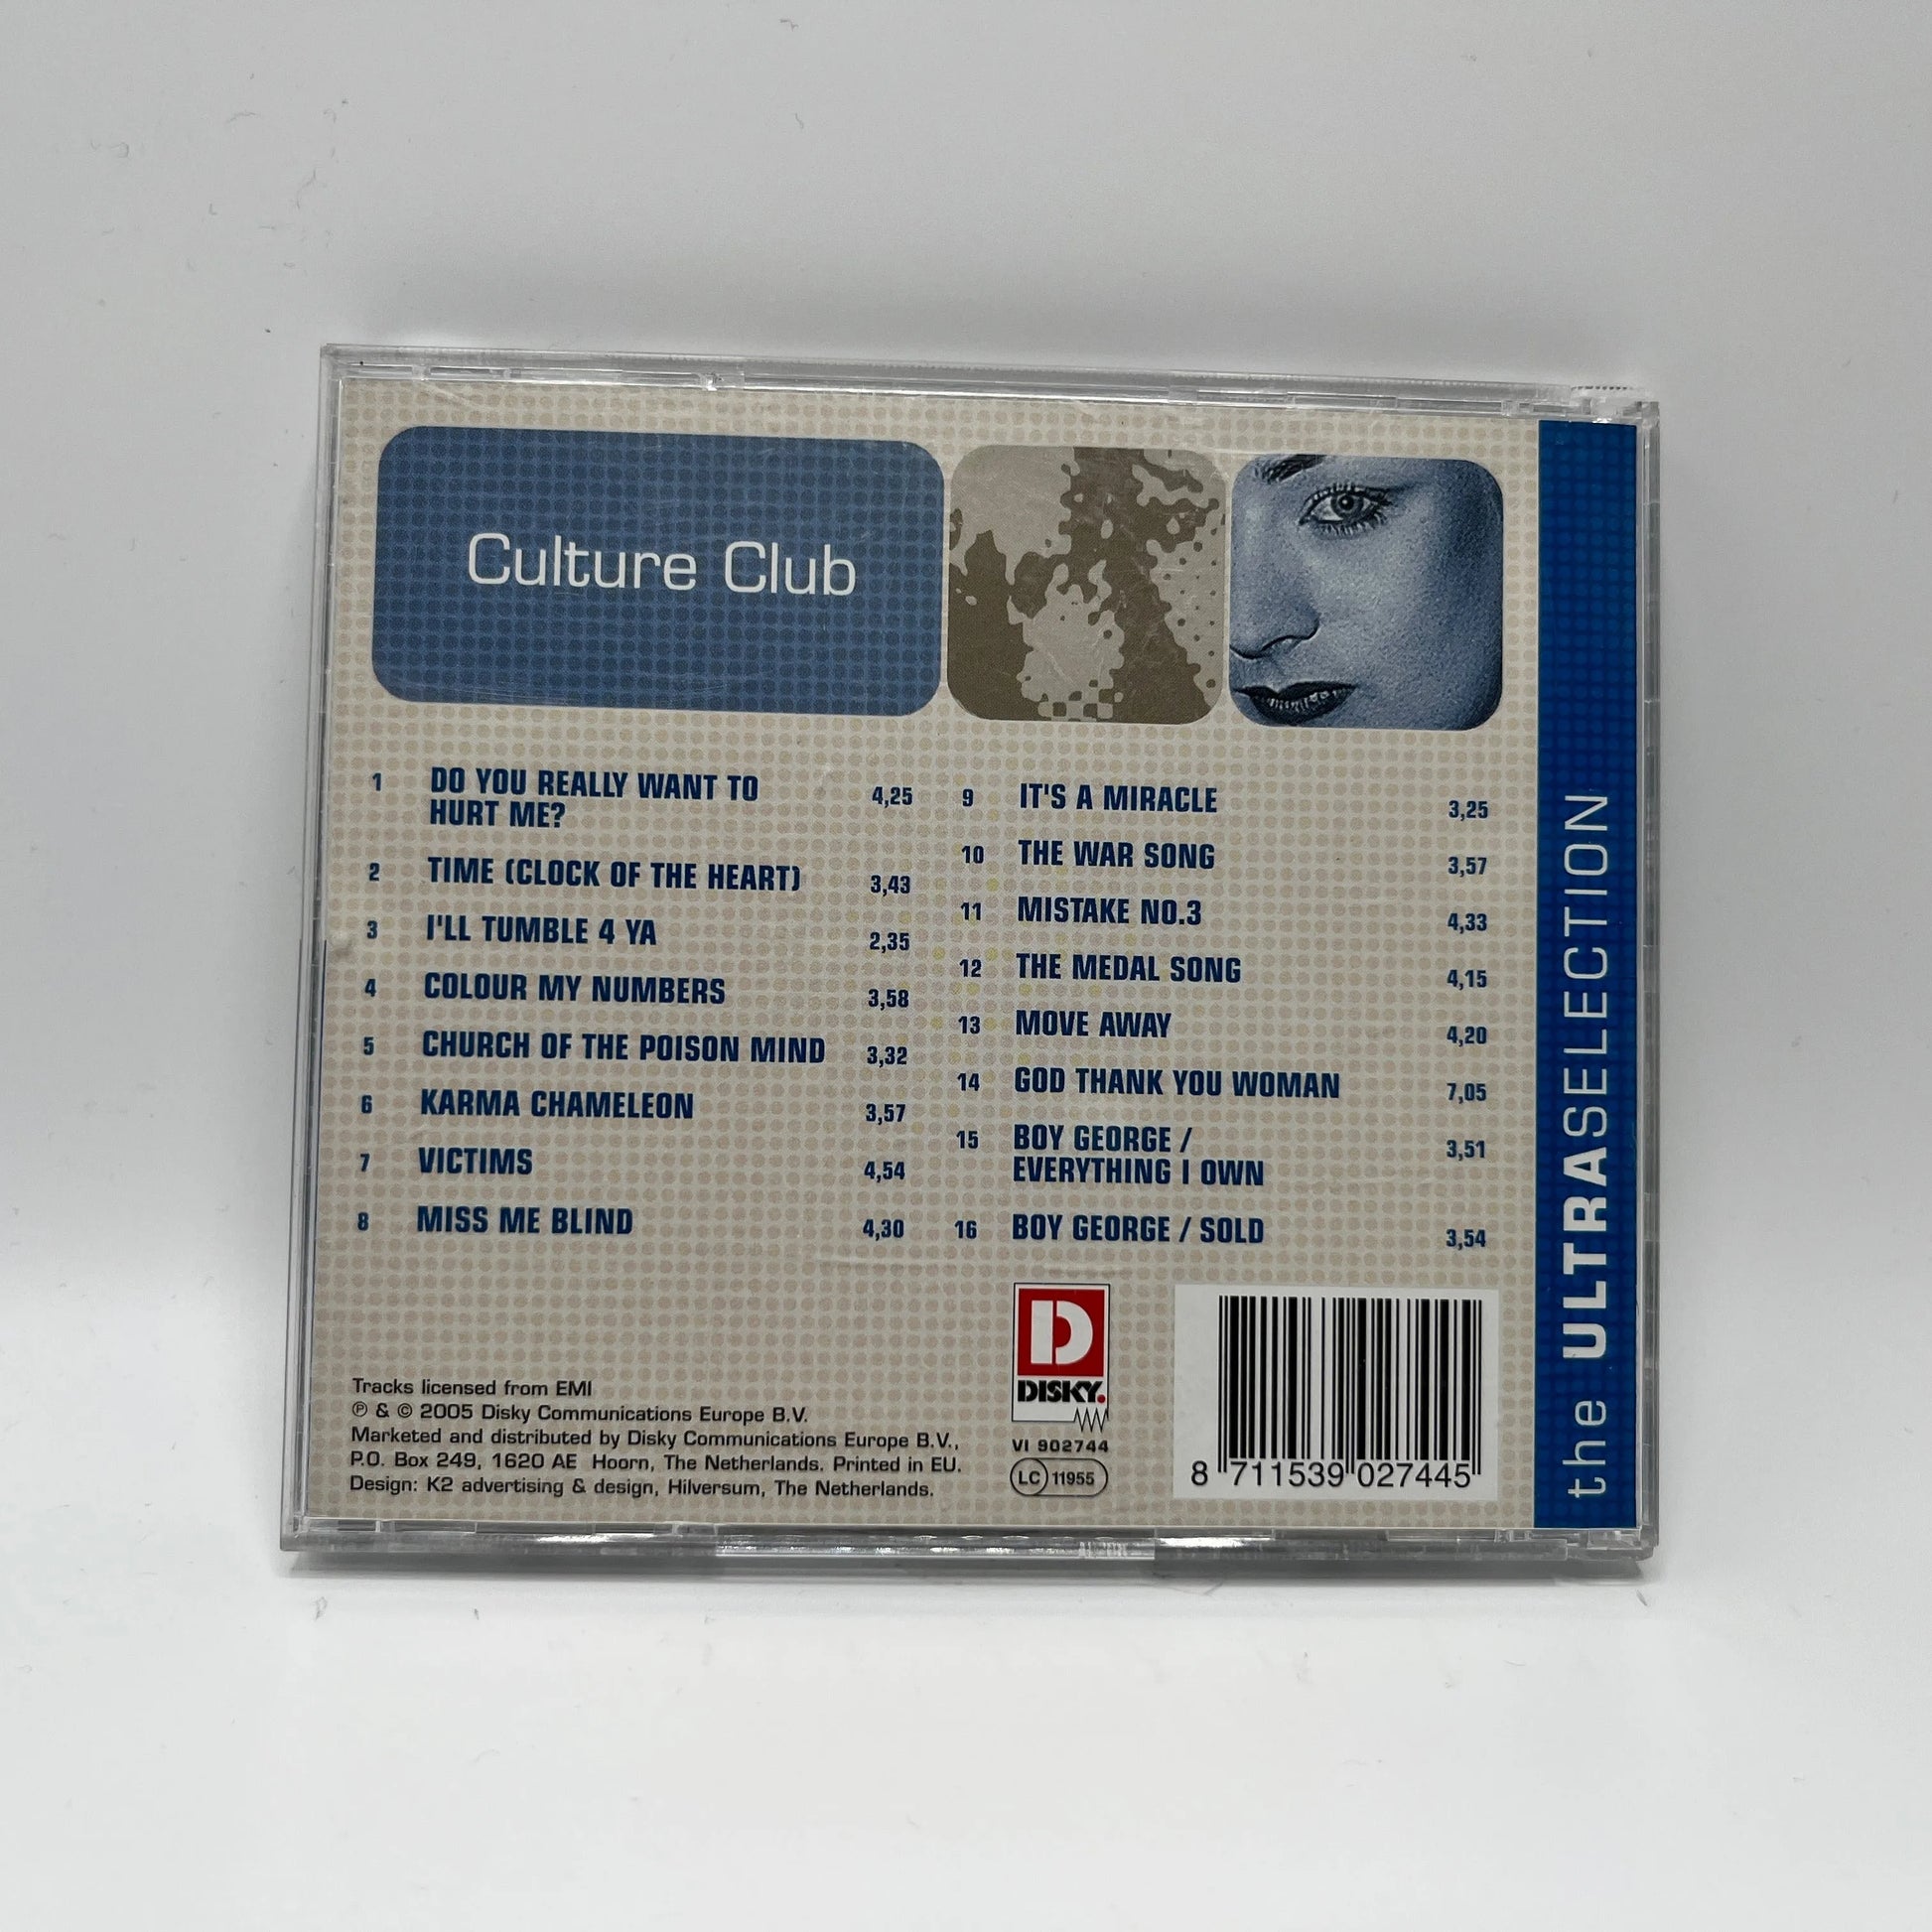 Culture Club
1 DO YOU REALLY WANT TO
HURT ME? 4,25
2 TIME (CLOCK OF THE HEART) 3,43
3 I'LL TUMBLE 4 YA 2,35
4 COLOUR MY NUMBERS 3,58
5 CHURCH OF THE POISON MIND 3,32
6 KARMA CHAMELEON 3,57
7 VICTIMS 4,54
8 MISS ME BLIND 4,30
9 IT'S A MIRACLE 3,25
10 THE WAR SONG 3,57
11 MISTAKE NO.3 4,33
12 THE MEDAL SONG 4,15
13 MOVE AWAY 4,20
14 GOD THANK YOU WOMAN 7,05
15 BOY GEORGE / 3,51
EVERYTHING I OWN
16 BOY GEORGE / SOLD 3,54
Tracks licensed from EMI
℗ & © 2005 Disky Communications Europe B.V.
Marketed and distributed by Disky Communications Europe B.V.,
P.O. Box 249, 1620 AE Hoorn, The Netherlands. Printed in EU.
Design: K2 advertising & design, Hilversum, The Netherlands.
D
DISKY.
VI 902744
LC 11955
8 711539 027445
the ULTRASELECTION